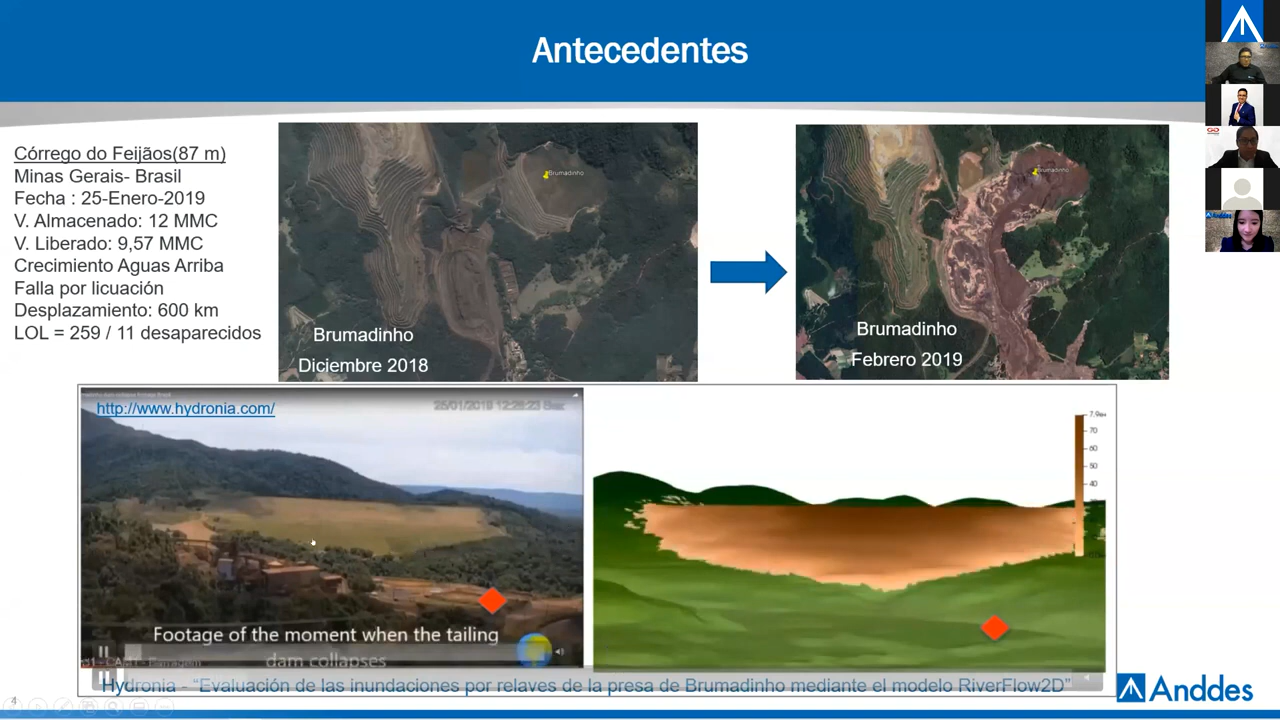 Antecedentes
Córrego do Feijãos(87 m)
Minas Gerais- Brasil
Fecha : 25-Enero-2019
V. Almacenado: 12 MMC
V. Liberado: 9,57 MMC
Crecimiento Aguas Arriba
Falla por licuación
Desplazamiento: 600 km
LOL = 259 / 11 desaparecidos
Brumadinho
Brumadinho
Diciembre 2018
Brumadinho
Brumadinho
Febrero 2019
http://www.hydronia.com/
25/01/2019 12:28:23
Footage of the moment when the tailing
dam collapses
70
60
50
40
Hydronia - “Evaluación de las inundaciones por relaves de la presa de Brumadinho mediante el modelo RiverFlow2D”
Anddes
4
Anddes